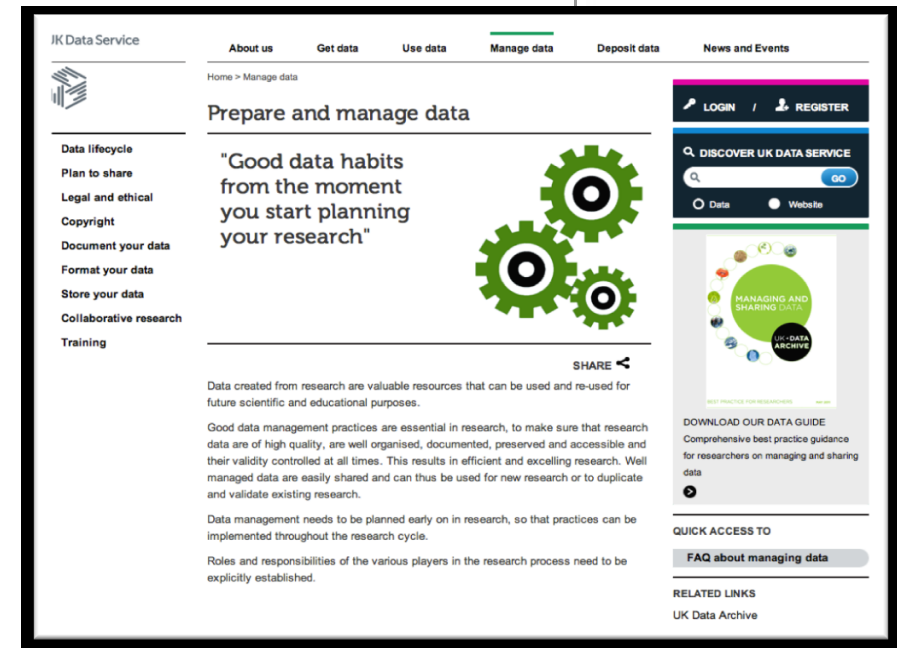 UK Data Service
About us Get data Use data Manage data Deposit data News and Events
Home > Manage data
Prepare and manage data
Data lifecycle
Plan to share
Legal and ethical
Copyright
Document your data
Format your data
Store your data
Collaborative research
Training
"Good data habits
from the moment
you start planning
your research"
SHARE
Data created from research are valuable resources that can be used and re-used for
future scientific and educational purposes.
Good data management practices are essential in research, to make sure that research
data are of high quality, are well organised, documented, preserved and accessible and
their validity controlled at all times. This results in efficient and excelling research. Well
managed data are easily shared and can thus be used for new research or to duplicate
and validate existing research.
Data management needs to be planned early on in research, so that practices can be
implemented throughout the research cycle.
Roles and responsibilities of the various players in the research process need to be
explicitly established.
LOGIN / REGISTER
DISCOVER UK DATA SERVICE
GO
Data Website
MANAGING AND
SHARING DATA
UK•DATA
ARCHIVE
BEST PRACTICE FOR RESEARCHERS
DOWNLOAD OUR DATA GUIDE
Comprehensive best practice guidance
for researchers on managing and sharing
data
QUICK ACCESS TO
FAQ about managing data
RELATED LINKS
UK Data Archive